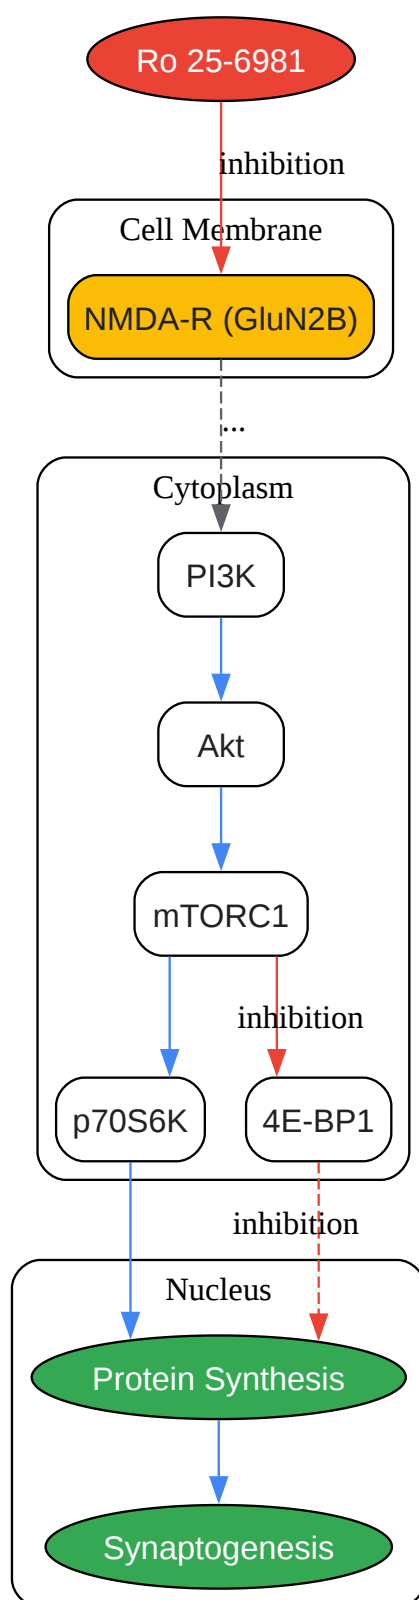 Ro 25-6981
inhibition
Cell Membrane
NMDA-R (GluN2B)
...
Cytoplasm
PI3K
Akt
mTORC1
inhibition
p70S6K
4E-BP1
inhibition
Nucleus
Protein Synthesis
Synaptogenesis